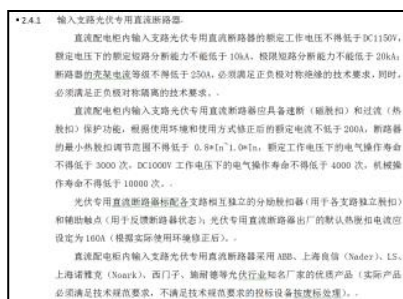 2.4.1 输入支路光伏专用直流断路器
直流配电柜内输入支路光伏专用直流断路器的额定工作电压不得低于DC1150V,
额定电压下的额定短路分断能力不能低于10kA，极限短路分断能力不能低于20kA;
断路器的壳架电流等级不得低于250A，必须满足正负极对称绝缘的技术要求，同时，
必须满足正负极对称隔离的技术要求。
直流配电柜内输入支路光伏专用直流断路器应具备速断（磁脱扣）和过流（热
脱扣）保护功能，根据使用环境和使用方式修正后的额定电流不低于200A，断路器
的最小热脱扣调节范围不得低于 0.8*In~1.0*In，额定工作电压下的电气操作寿命
不得低于 3000 次，DC1000V 工作电压下的电气操作寿命不得低于 4000 次，机械操
作寿命不得低于 10000 次。
光伏专用直流断路器标配各支路相互独立的分励脱扣器（用于各支路独立脱扣）
和辅助触点（用于反馈断路器状态）；光伏专用直流断路器出厂的默认热脱扣电流应
设定为160A（根据实际使用环境修正后）。
直流配电柜内输入支路光伏专用直流断路器采用 ABB、上海良信（Nader）、LS、
上海诺雅克（Noark）、西门子、施耐德等光伏行业知名厂家的优质产品（实际产品
必须满足技术规范要求，不满足技术规范要求的投标设备按废标处理）。